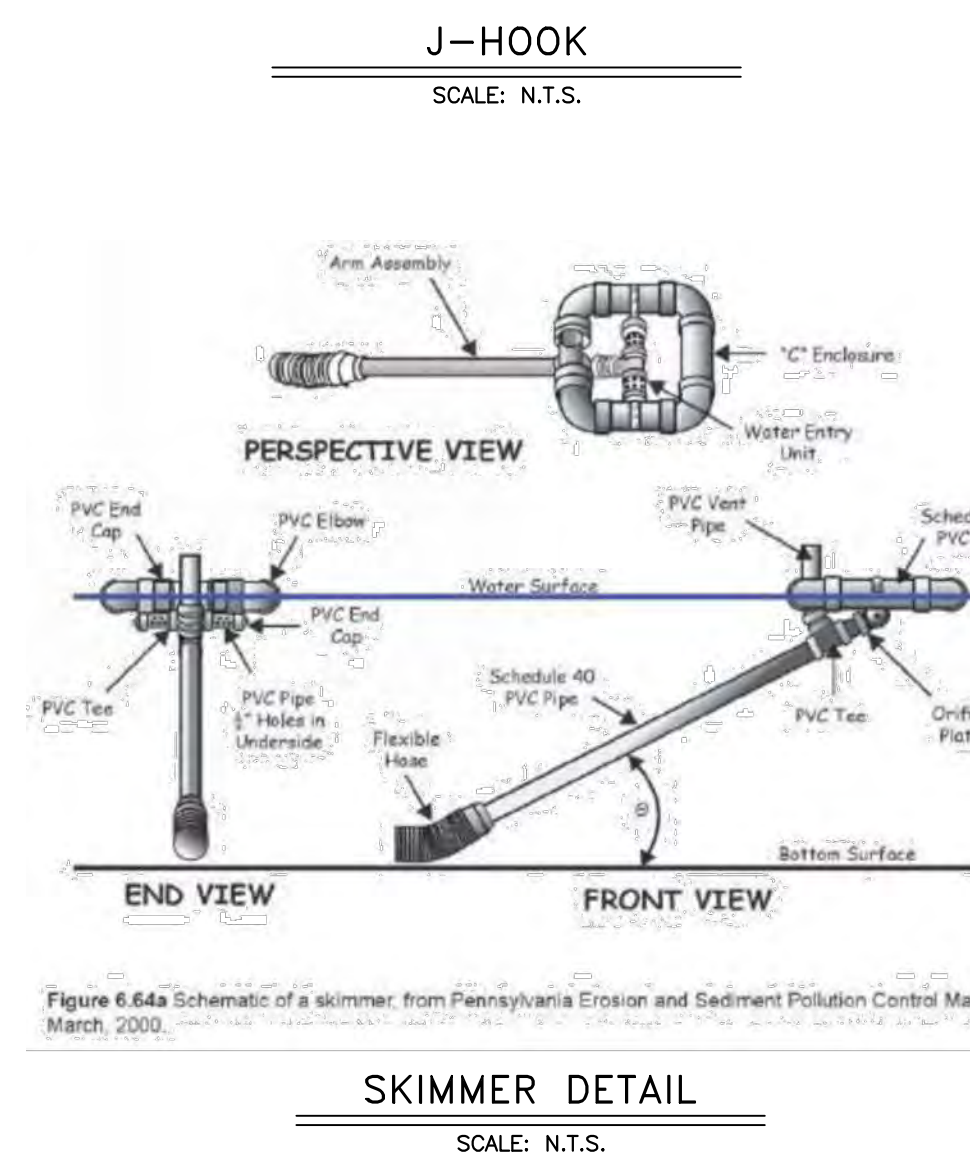 J-HOOK
SCALE: N.T.S.
Arm Assembly
"C" Enclosure
Water Entry
Unit
PERSPECTIVE VIEW
PVC End
Cap
PVC Elbow
PVC Vent
Pipe
PVC
Water Surface
PVC End
Cap
Schedule 40
PVC Pipe
PVC Tee
PVC Pipe
Holes in
Underside
Flexible
Hose
PVC Tee
θ
Bottom Surface
END VIEW
FRONT VIEW
Figure 6.64a Schematic of a skimmer, from Pennsylvania Erosion and Sediment Pollution Control
March, 2000.
SKIMMER DETAIL
SCALE: N.T.S.